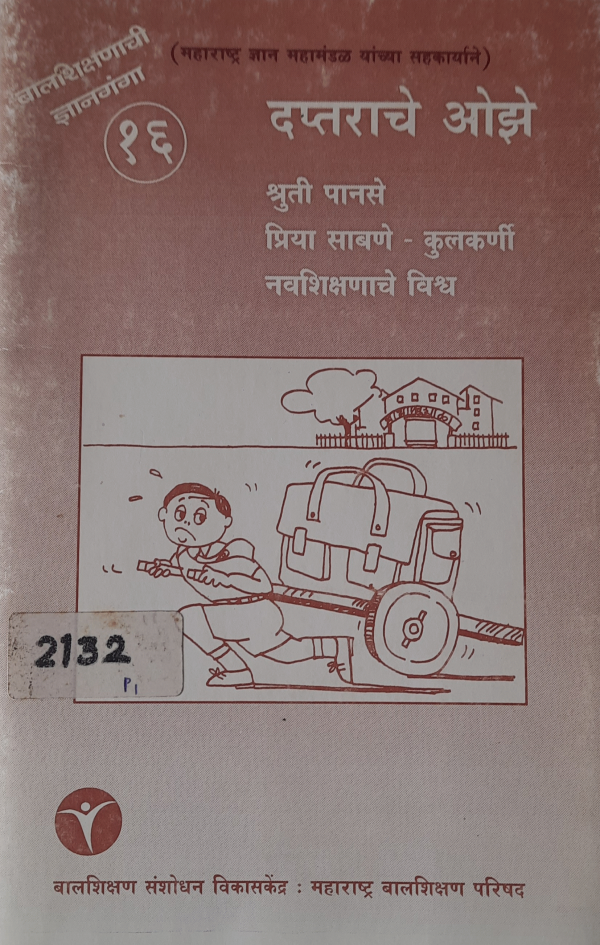 बालशिक्षणाची
ज्ञानगंगा
(महाराष्ट्र ज्ञान महामंडळ यांच्या सहकार्याने)
१६
दप्तराचे ओझे
श्रुती पानसे
प्रिया साबणे - कुलकर्णी
नवशिक्षणाचे विश्व
2132
P1
बालशिक्षण संशोधन विकासकेंद्र : महाराष्ट्र बालशिक्षण परिषद